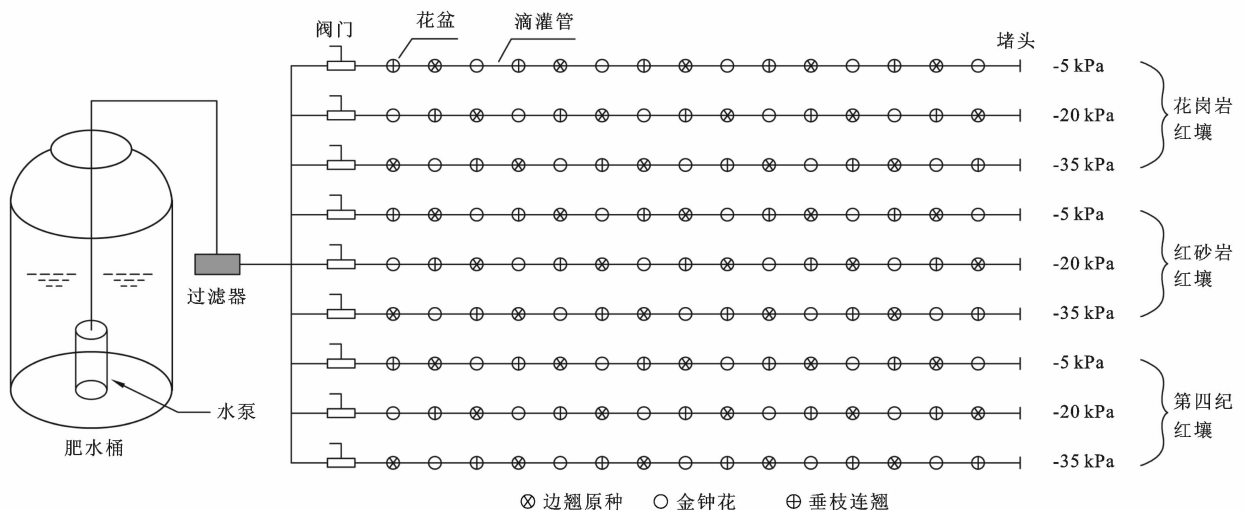 阀门
花盆
滴灌管
堵头
-5 kPa
-20 kPa
-35 kPa
花岗岩
红壤
-5 kPa
-20 kPa
-35 kPa
红砂岩
红壤
-5 kPa
-20 kPa
-35 kPa
第四纪
红壤
过滤器
水泵
肥水桶
边翘原种 金钟花 垂枝连翘